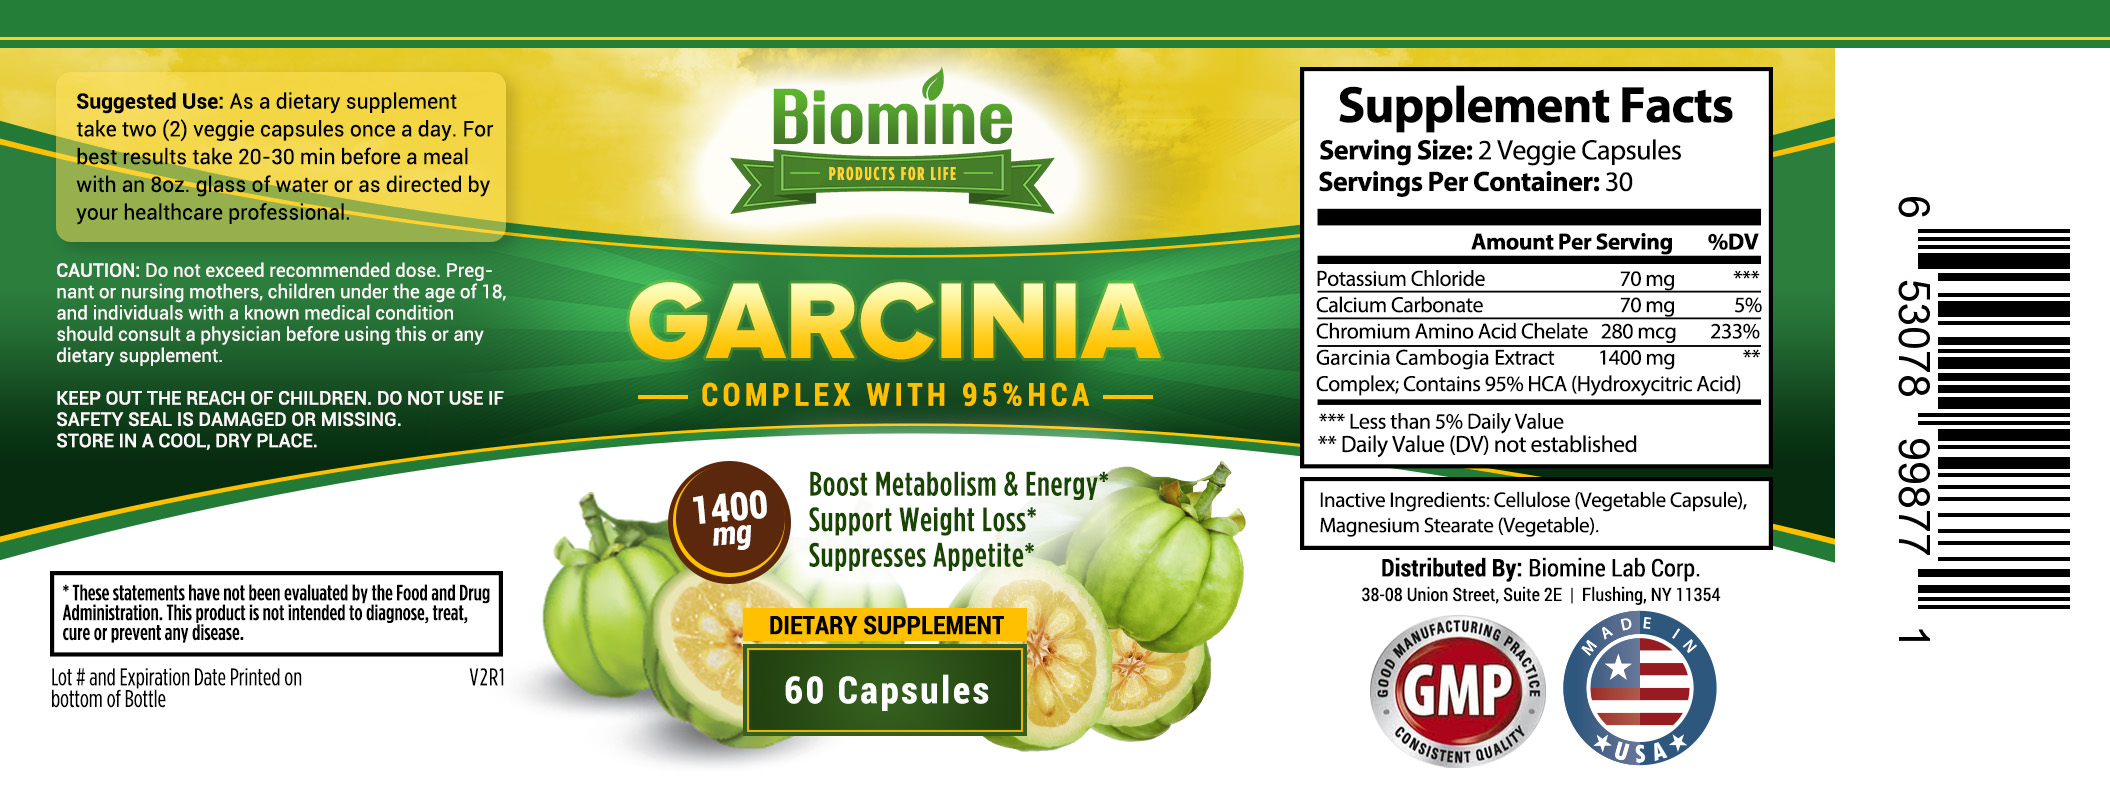 Suggested Use: As a dietary supplement
take two (2) veggie capsules once a day. For
best results take 20-30 min before a meal
with an 8oz. glass of water or as directed by
your healthcare professional.
CAUTION: Do not exceed recommended dose. Preg-
nant or nursing mothers, children under the age of 18,
and individuals with a known medical condition
should consult a physician before using this or any
dietary supplement.
KEEP OUT THE REACH OF CHILDREN. DO NOT USE IF
SAFETY SEAL IS DAMAGED OR MISSING.
STORE IN A COOL, DRY PLACE.
* These statements have not been evaluated by the Food and Drug
Administration. This product is not intended to diagnose, treat,
cure or prevent any disease.
Lot # and Expiration Date Printed on
bottom of Bottle
V2R1
Biomine
PRODUCTS FOR LIFE
GARCINIA
COMPLEX WITH 95%HCA
1400
mg
Boost Metabolism & Energy*
Support Weight Loss*
Suppresses Appetite*
DIETARY SUPPLEMENT
60 Capsules
Supplement Facts
Serving Size: 2 Veggie Capsules
Servings Per Container: 30
Amount Per Serving %DV
Potassium Chloride 70 mg ***
Calcium Carbonate 70 mg 5%
Chromium Amino Acid Chelate 280 mcg 233%
Garcinia Cambogia Extract 1400 mg **
Complex; Contains 95% HCA (Hydroxycitric Acid)
*** Less than 5% Daily Value
** Daily Value (DV) not established
Inactive Ingredients: Cellulose (Vegetable Capsule),
Magnesium Stearate (Vegetable).
Distributed By: Biomine Lab Corp.
38-08 Union Street, Suite 2E | Flushing, NY 11354
GOOD MANUFACTURING PRACTICE
GMP
CONSISTENT QUALITY
MADE IN
USA
6 53078 99877 1